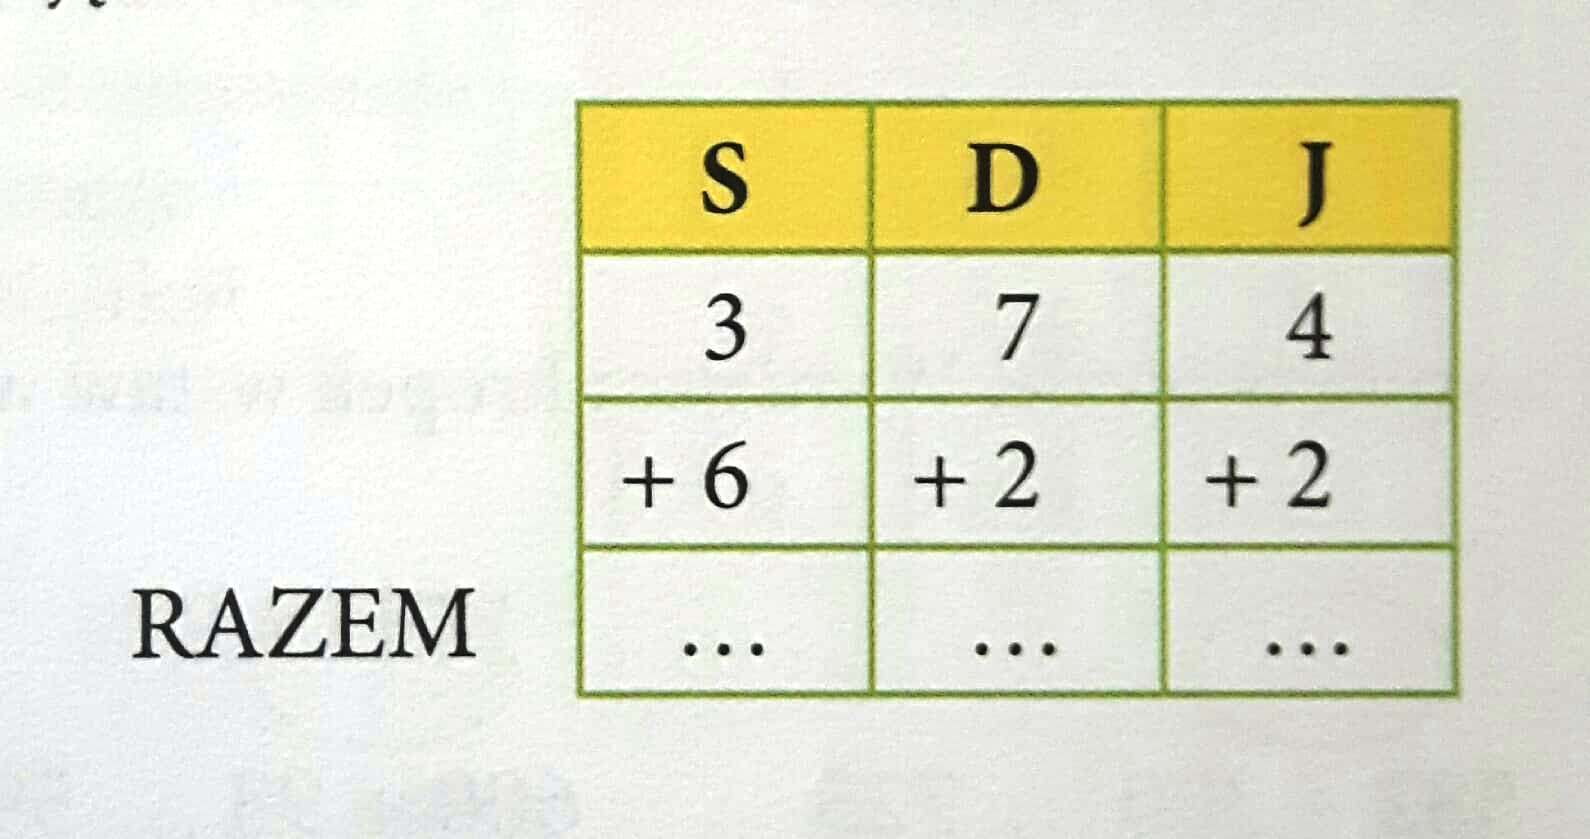 S D J
3 7 4
+ 6 + 2 + 2
RAZEM ... ... ...